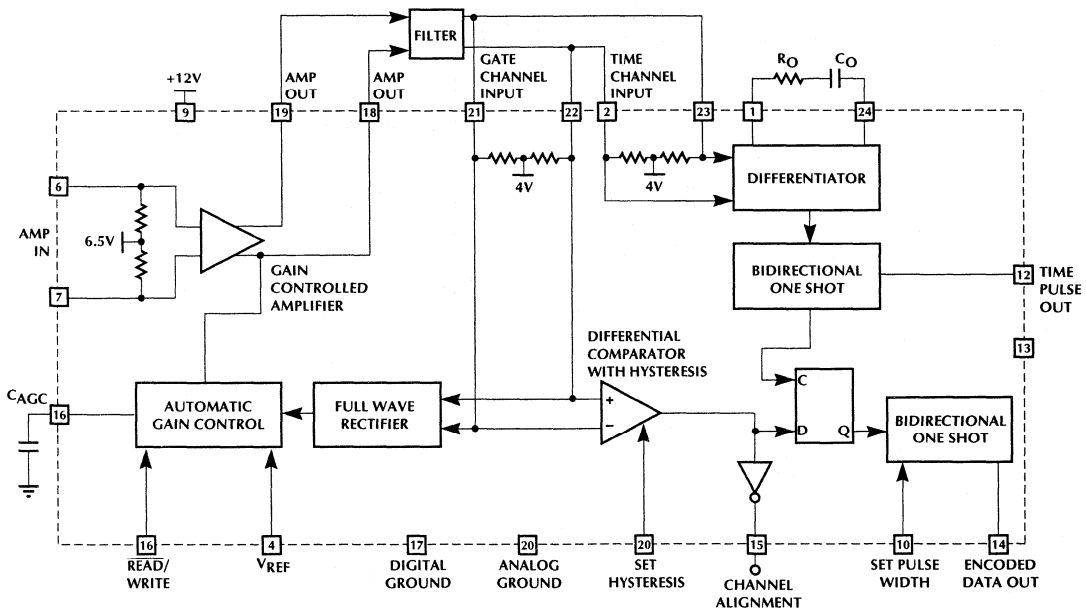 FILTER
GATE
CHANNEL
INPUT
TIME
CHANNEL
INPUT
RO
CO
+12V
AMP
OUT
AMP
OUT
9
19
18
21
22
2
23
1
24
4V
4V
DIFFERENTIATOR
6
AMP
IN
6.5V
7
GAIN
CONTROLLED
AMPLIFIER
BIDIRECTIONAL
ONE SHOT
12
TIME
PULSE
OUT
13
DIFFERENTIAL
COMPARATOR
WITH HYSTERESIS
CAGC
16
AUTOMATIC
GAIN CONTROL
FULL WAVE
RECTIFIER
+
−
C
D
Q
BIDIRECTIONAL
ONE SHOT
16
4
17
20
20
15
10
14
READ/
WRITE
VREF
DIGITAL
GROUND
ANALOG
GROUND
SET
HYSTERESIS
CHANNEL
ALIGNMENT
SET PULSE
WIDTH
ENCODED
DATA OUT